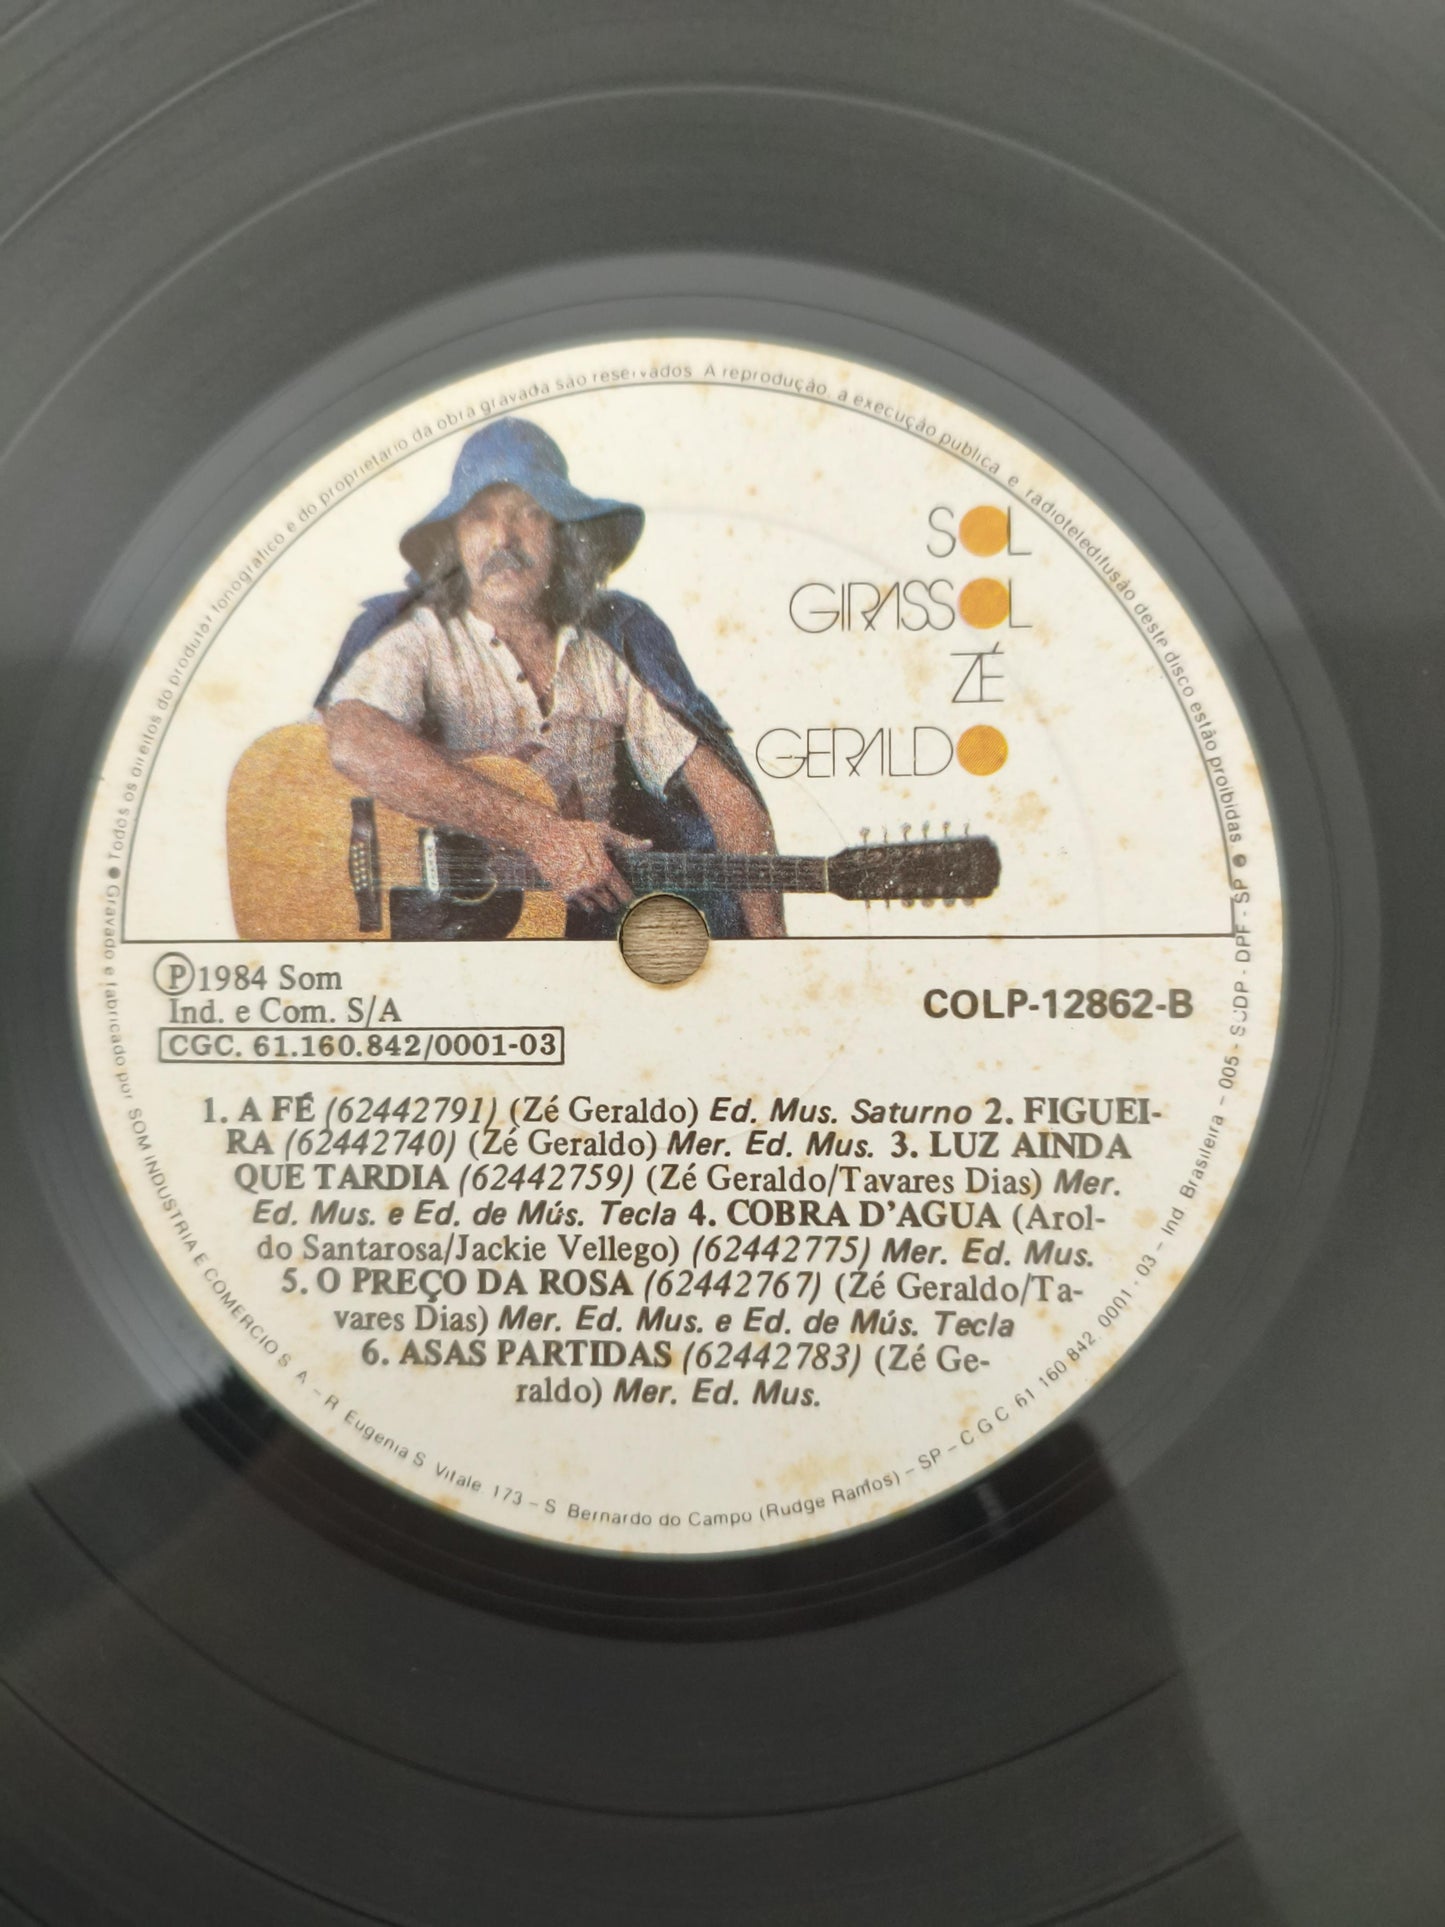 ● Todos os direitos do produtor fonografico e do proprietario da obra gravada são reservados A reprodução, a execução publica e radioteledifusão deste disco estão proibidas ●
SOL
GIRASSOL
ZÉ
GERALDO
Ⓟ1984 Som
Ind. e Com. S/A
CGC. 61.160.842/0001-03
COLP-12862-B
1. A FÉ (62442791) (Zé Geraldo) Ed. Mus. Saturno 2. FIGUEI-
RA (62442740) (Zé Geraldo) Mer. Ed. Mus. 3. LUZ AINDA
QUE TARDIA (62442759) (Zé Geraldo/Tavares Dias) Mer.
Ed. Mus. e Ed. de Mús. Tecla 4. COBRA D'AGUA (Arol-
do Santarosa/Jackie Vellego) (62442775) Mer. Ed. Mus.
5. O PREÇO DA ROSA (62442767) (Zé Geraldo/Ta-
vares Dias) Mer. Ed. Mus. e Ed. de Mús. Tecla
6. ASAS PARTIDAS (62442783) (Zé Ge-
raldo) Mer. Ed. Mus.
Gravado e fabricado por SOM INDUSTRIA E COMERCIO S A – R Eugenia S Vitale 173 – S Bernardo do Campo (Rudge Ramos) – SP – C G C 61 160 842 0001 - 03 – Ind Brasileira – 005 - SCDP - DPF - SP